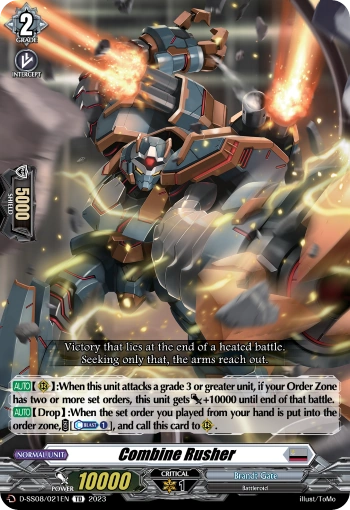 2
GRADE
INTERCEPT
5000
SHIELD
Victory that lies at the end of a heated battle.
Seeking only that, the arms reach out.
AUTO【 】:When this unit attacks a grade 3 or greater unit, if your Order Zone
has two or more set orders, this unit gets +10000 until end of that battle.
AUTO【Drop】:When the set order you played from your hand is put into the
order zone, [ BLAST 1 ], and call this card to .
NORMAL UNIT
Combine Rusher
POWER 10000
CRITICAL
1
Brandt Gate
Battleroid
D-SS08/021EN TD 2023
illust/ToMo